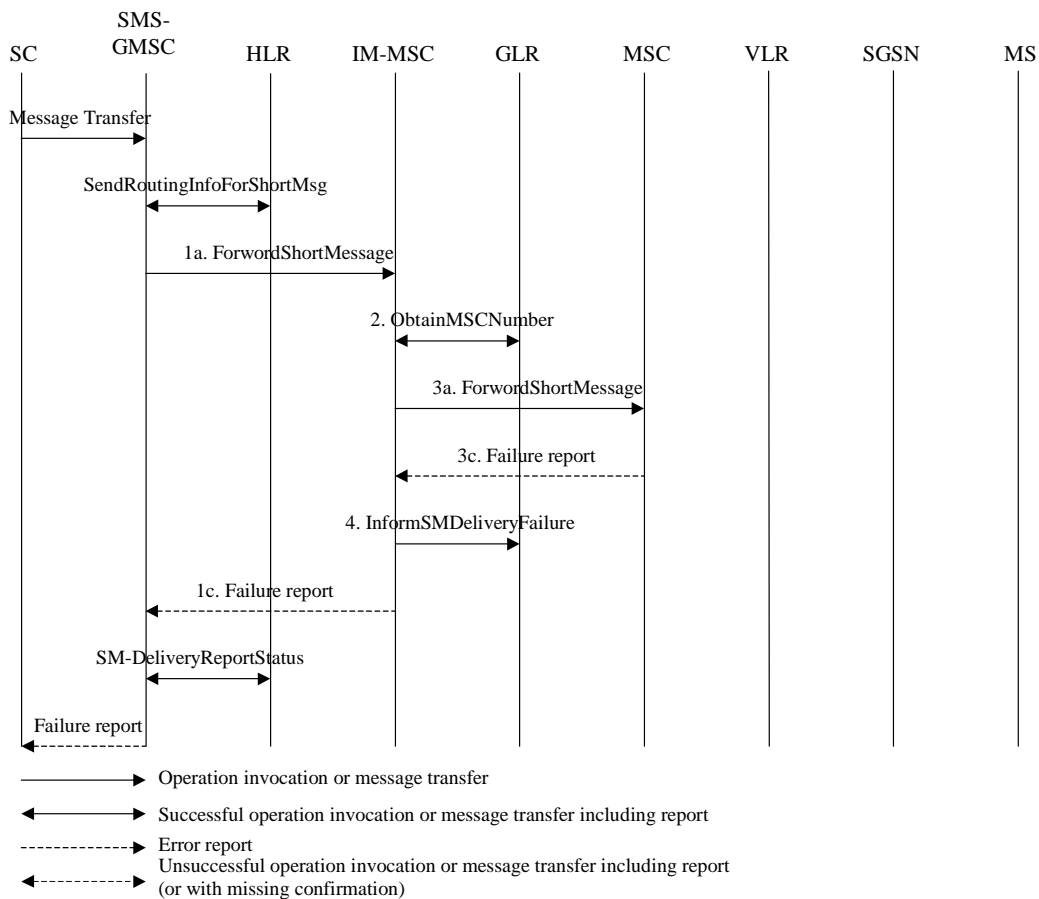 SMS-
GMSC
SC
HLR
IM-MSC
GLR
MSC
VLR
SGSN
MS
Message Transfer
SendRoutingInfoForShortMsg
1a. ForwordShortMessage
2. ObtainMSCNumber
3a. ForwordShortMessage
3c. Failure report
4. InformSMDeliveryFailure
1c. Failure report
SM-DeliveryReportStatus
Failure report
Operation invocation or message transfer
Successful operation invocation or message transfer including report
Error report
Unsuccessful operation invocation or message transfer including report
(or with missing confirmation)